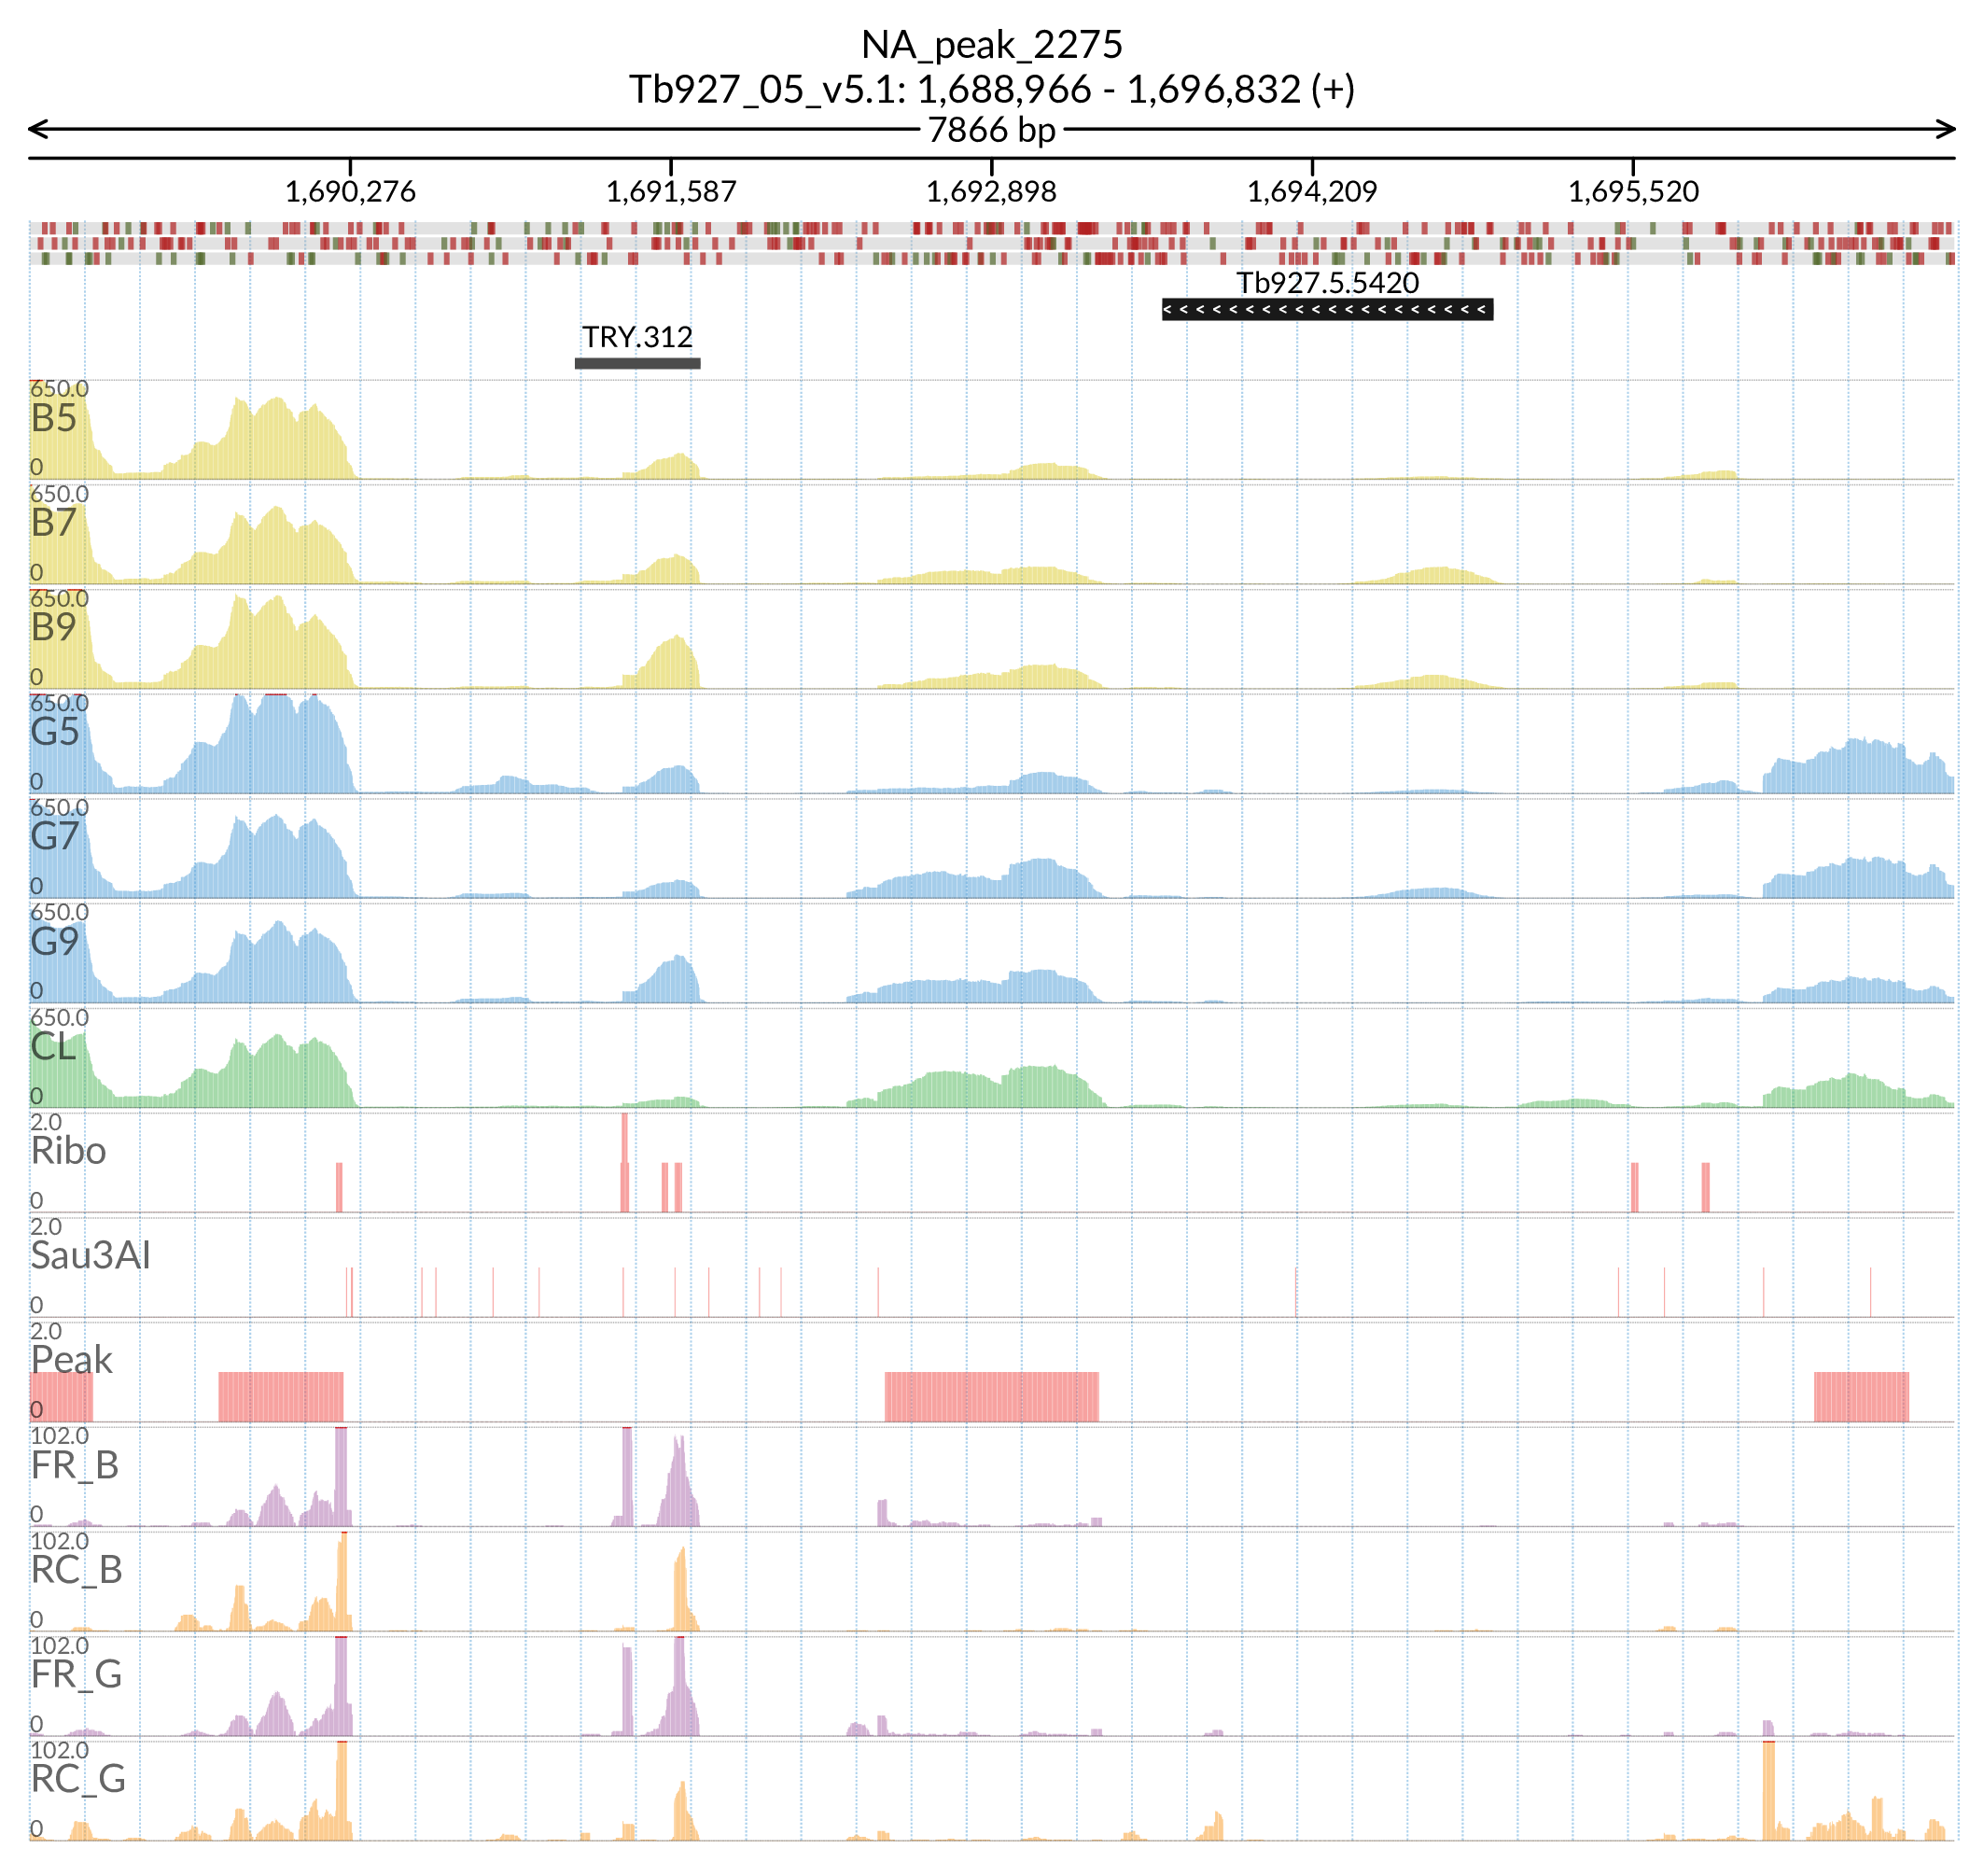 NA_peak_2275
Tb927_05_v5.1: 1,688,966 - 1,696,832 (+)
7866 bp
1,690,276 1,691,587 1,692,898 1,694,209 1,695,520
Tb927.5.5420
< < < < < < < < < < < < < < < < < < < <
TRY.312
650.0
B5
0
650.0
B7
0
650.0
B9
0
650.0
G5
0
650.0
G7
0
650.0
G9
0
650.0
CL
0
2.0
Ribo
0
2.0
Sau3AI
0
2.0
Peak
0
102.0
FR_B
0
102.0
RC_B
0
102.0
FR_G
0
102.0
RC_G
0